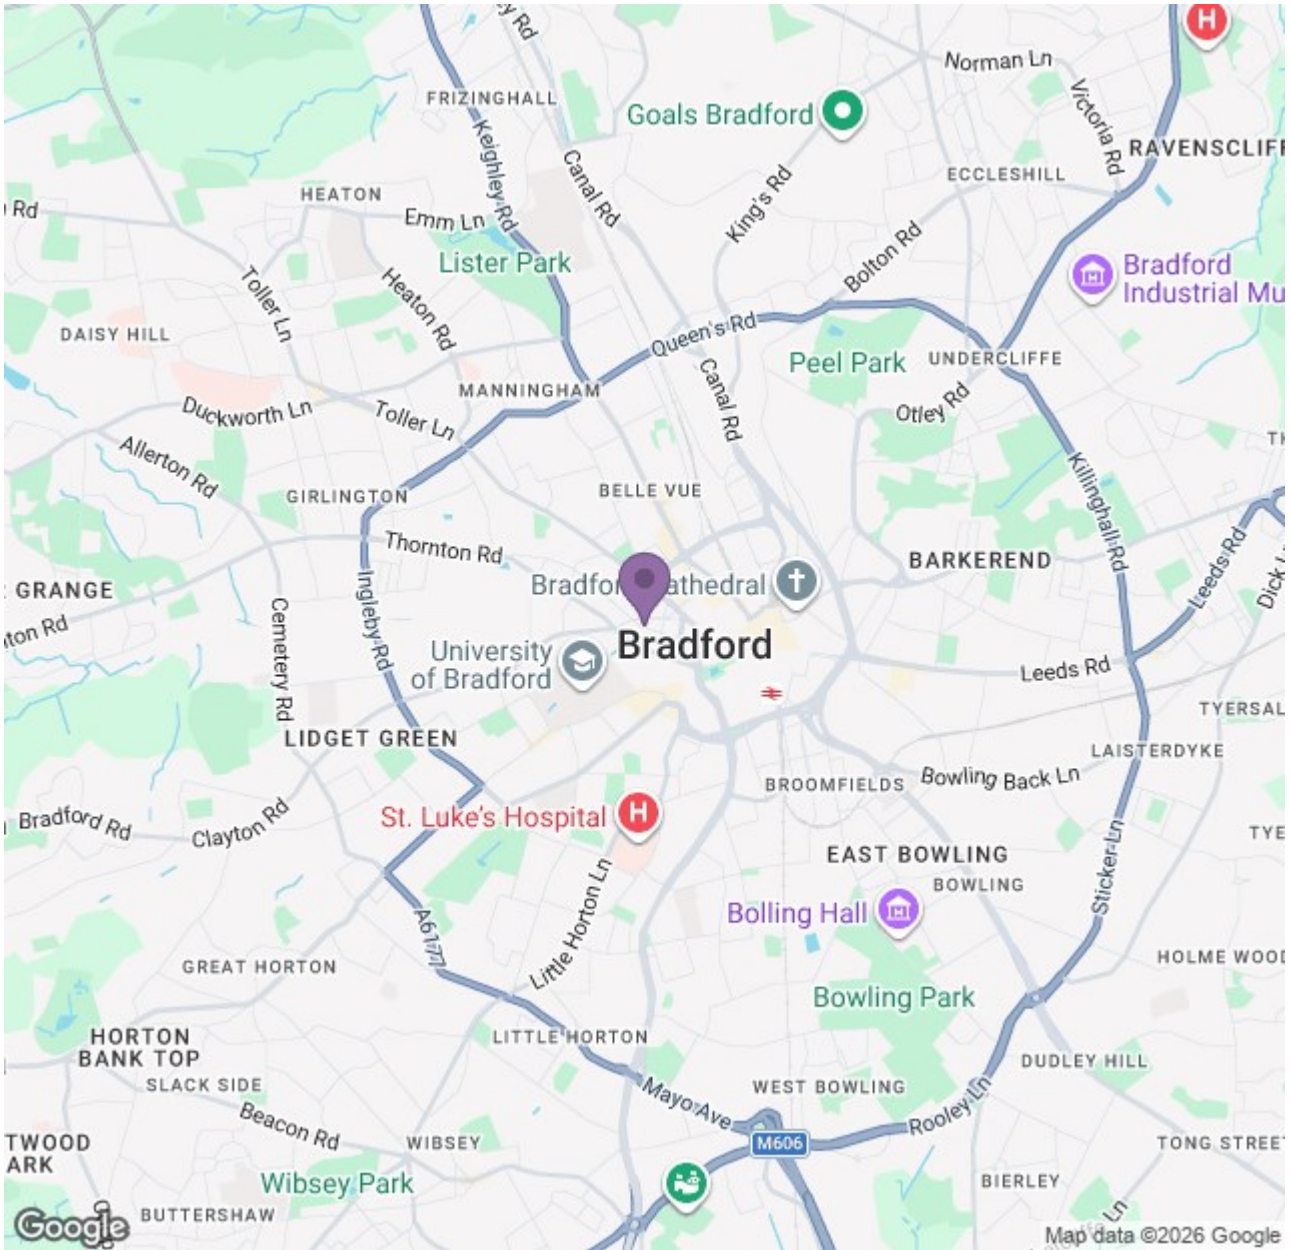 ey Rd
Norman Ln
FRIZINGHALL
Goals Bradford
Victoria Rd
Keighley Rd
RAVENSCLIFF
Canal Rd
ECCLESHILL
HEATON
King's Rd
Rd
Emm Ln
Bolton Rd
Lister Park
Bradford
Industrial Mu
Toller Ln
Heaton Rd
DAISY HILL
Queen's Rd
Peel Park
UNDERCLIFFE
MANNINGHAM
Canal Rd
Otley Rd
Duckworth Ln
Toller Ln
TH
Allerton Rd
Killinghall Rd
GIRLINGTON
BELLE VUE
Thornton Rd
BARKEREND
Leeds Rd
Dick L
GRANGE
Bradfor athedral
Ingleby Rd
Cemetery Rd
ton Rd
Bradford
University
of Bradford
Leeds Rd
TYERSAL
LIDGET GREEN
LAISTERDYKE
BROOMFIELDS
Bowling Back Ln
St. Luke's Hospital
H
Bradford Rd
Clayton Rd
TYE
EAST BOWLING
BOWLING
Sticker Ln
Little Horton Ln
Bolling Hall
A6177
GREAT HORTON
HOLME WOOD
Bowling Park
HORTON
BANK TOP
LITTLE HORTON
DUDLEY HILL
SLACK SIDE
WEST BOWLING
Mayo Ave
Rooley Ln
Beacon Rd
WIBSEY
M606
TWOOD
ARK
TONG STREET
Wibsey Park
BIERLEY
BUTTERSHAW
Ln
Google
Map data ©2026 Google
H